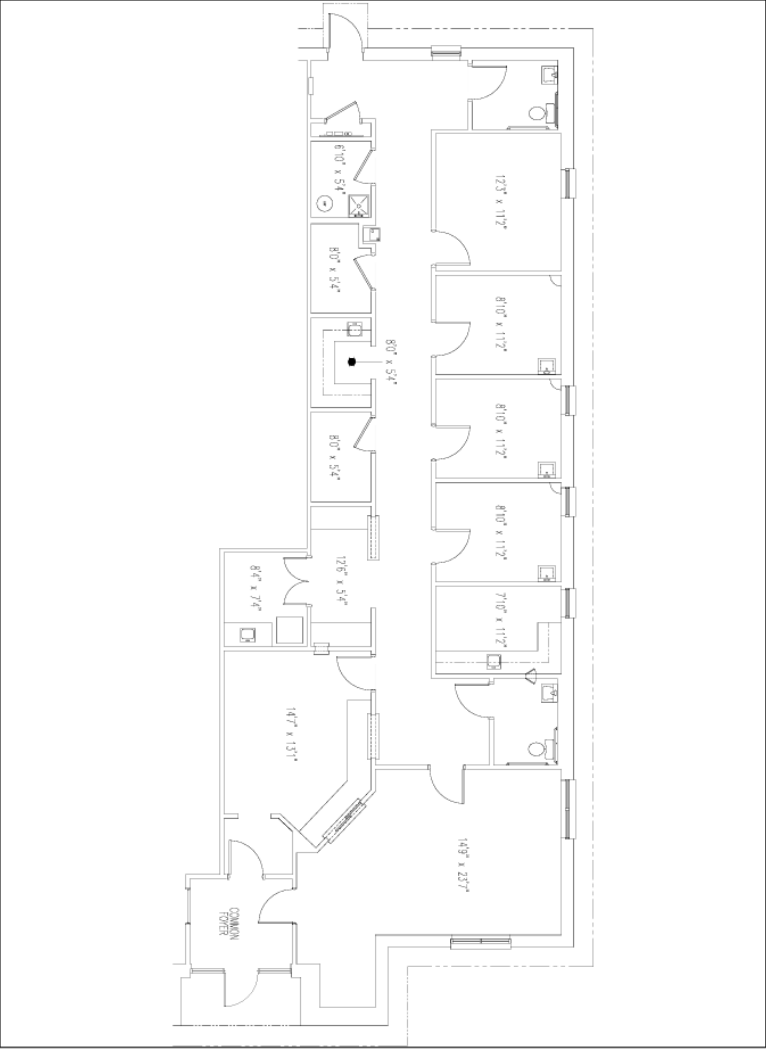 6'10" x 5'4"
12'3" x 11'2"
8'0" x 5'4"
8'10" x 11'2"
8'0" x 5'4"
8'10" x 11'2"
8'0" x 5'4"
8'10" x 11'2"
12'6" x 5'4"
8'4" x 7'4"
7'10" x 11'2"
14'7" x 13'1"
14'9" x 23'7"
COMMON
FOYER